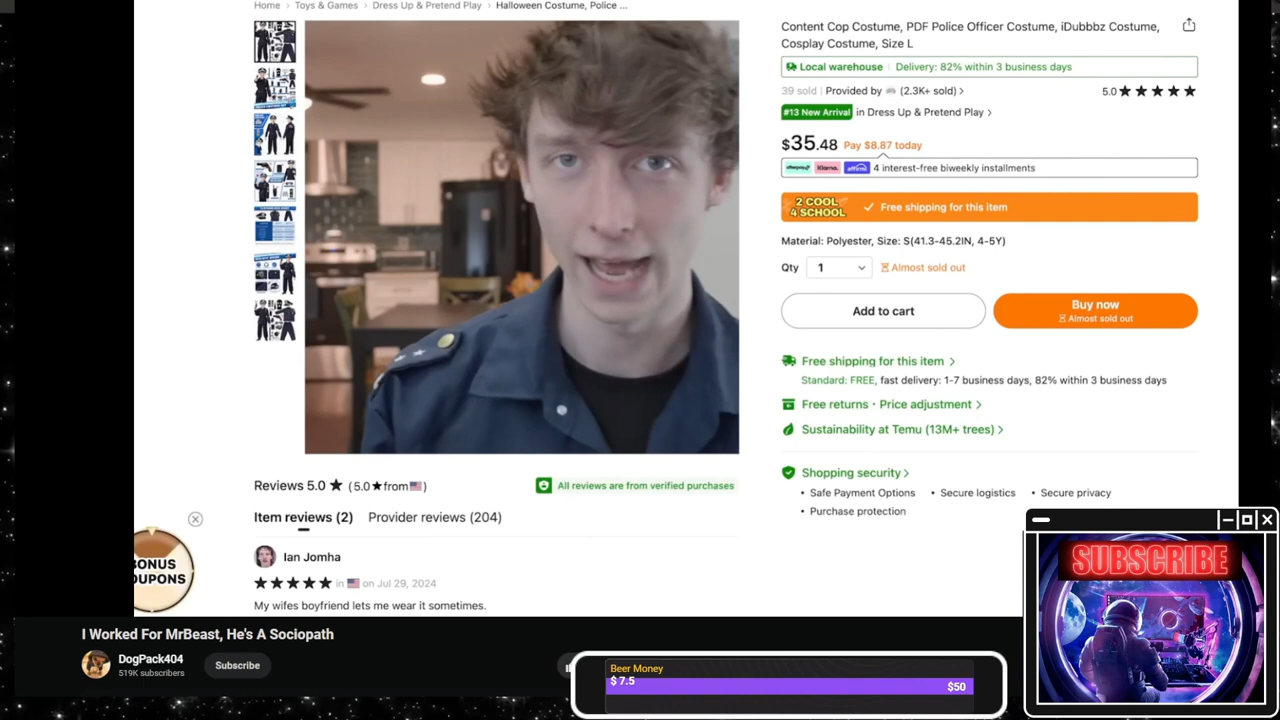 Home › Toys & Games › Dress Up & Pretend Play › Halloween Costume, Police ...
Content Cop Costume, PDF Police Officer Costume, iDubbbz Costume,
Cosplay Costume, Size L
Local warehouse | Delivery: 82% within 3 business days
39 sold | Provided by (2.3K+ sold) ›
5.0 ★★★★★
#13 New Arrival in Dress Up & Pretend Play ›
$35.48 Pay $8.87 today
afterpay Klarna. affirm 4 interest-free biweekly installments
2 COOL
4 SCHOOL
✓ Free shipping for this item
Material: Polyester, Size: S(41.3-45.2IN, 4-5Y)
Qty 1 Almost sold out
Add to cart
Buy now
Almost sold out
Free shipping for this item ›
Standard: FREE, fast delivery: 1-7 business days, 82% within 3 business days
Free returns · Price adjustment ›
Sustainability at Temu (13M+ trees) ›
Shopping security ›
• Safe Payment Options • Secure logistics • Secure privacy
• Purchase protection
Reviews 5.0 ★ (5.0★from)
All reviews are from verified purchases
Item reviews (2) Provider reviews (204)
Ian Jomha
★★★★★ in on Jul 29, 2024
My wifes boyfriend lets me wear it sometimes.
BONUS
COUPONS
I Worked For MrBeast, He's A Sociopath
DogPack404
519K subscribers
Subscribe
Beer Money
$ 7.5
$50
SUBSCRIBE